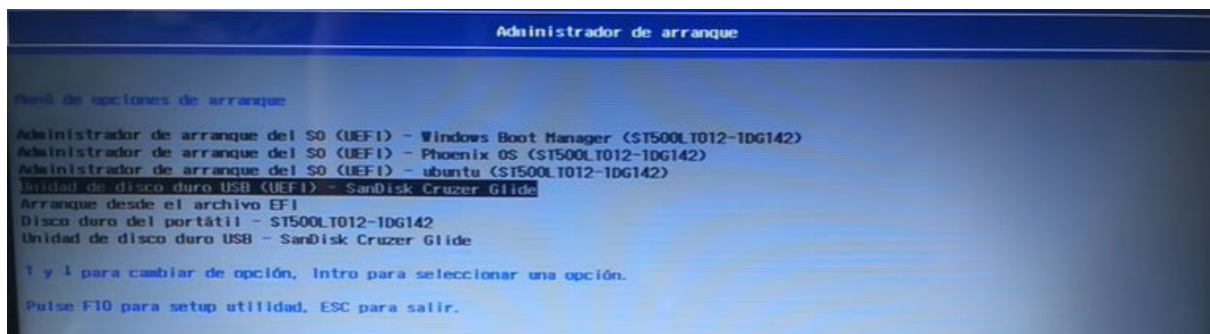 Administrador de arranque
Menú de opciones de arranque
Administrador de arranque del SO (UEFI) - Windows Boot Manager (ST500LT012-1DG142)
Administrador de arranque del SO (UEFI) - Phoenix OS (ST500LT012-1DG142)
Administrador de arranque del SO (UEFI) - ubuntu (ST500LT012-1DG142)
Unidad de disco duro USB (UEFI) - SanDisk Cruzer Glide
Arranque desde el archivo EFI
Disco duro del portátil - ST500LT012-1DG142
Unidad de disco duro USB - SanDisk Cruzer Glide
↑ y ↓ para cambiar de opción, Intro para seleccionar una opción.
Pulse F10 para setup utilidad, ESC para salir.